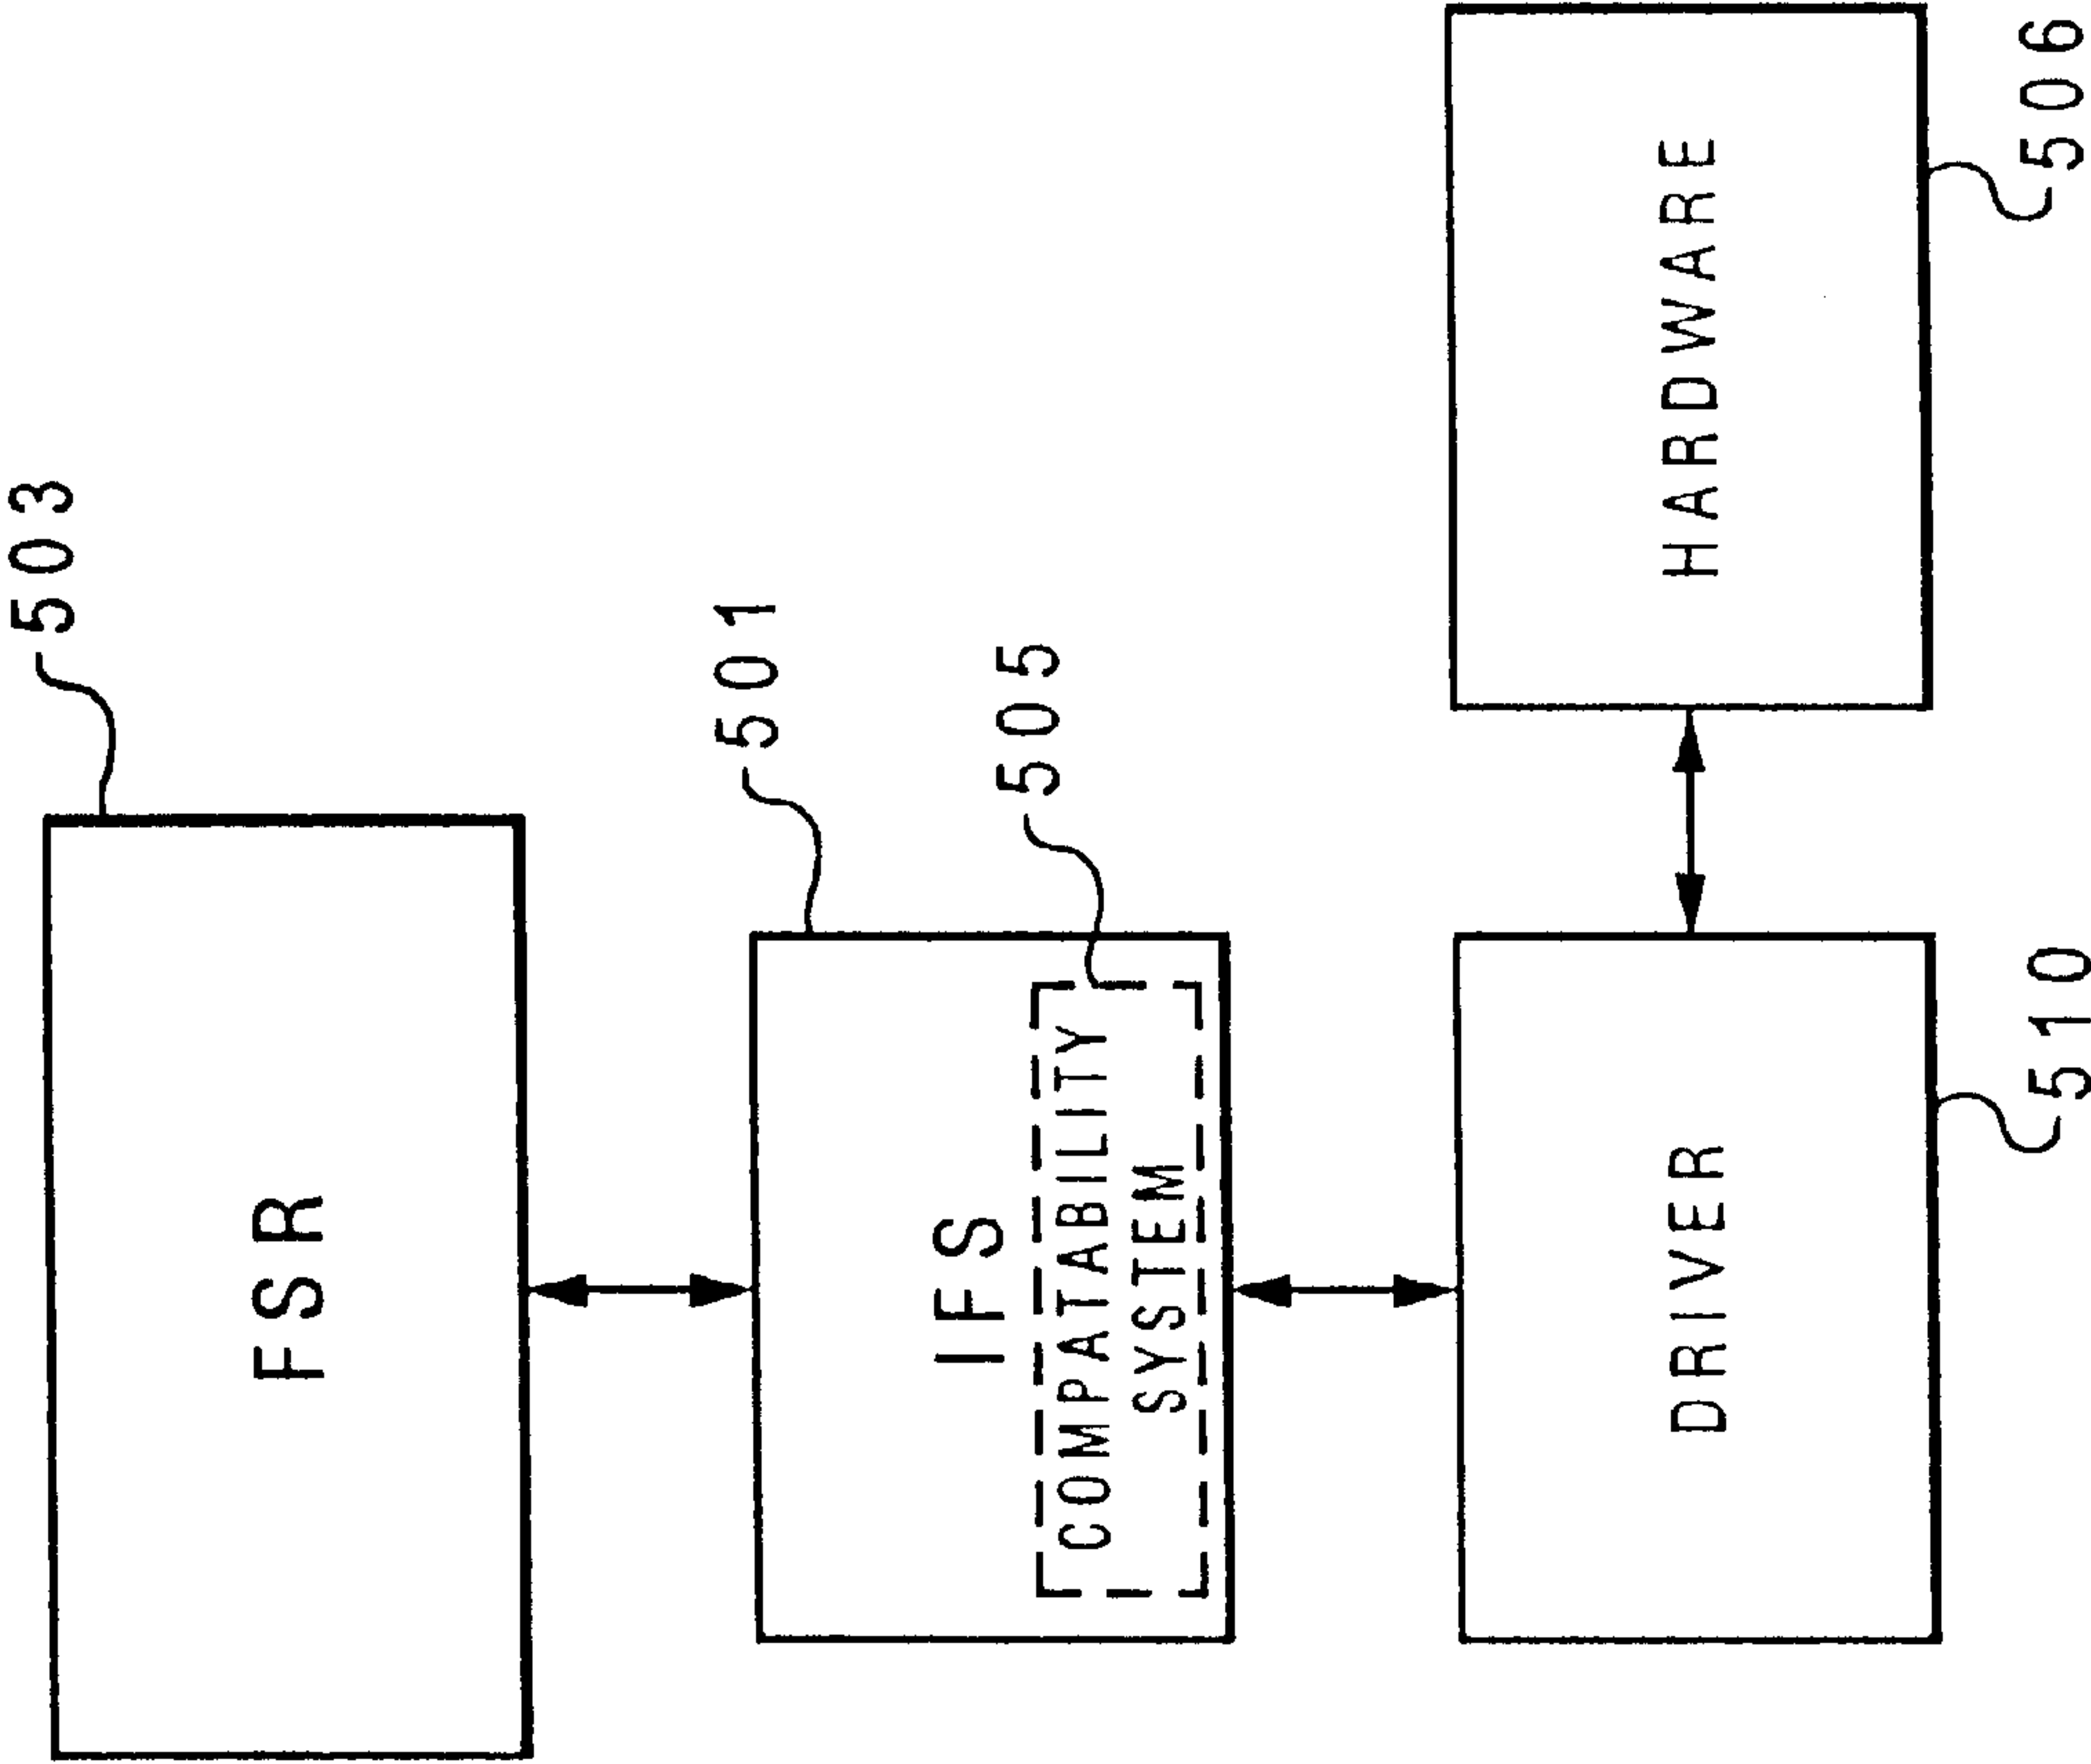 503
FSR
501
IFS
505
COMPATABILITY
SYSTEM
DRIVER
510
HARDWARE
506